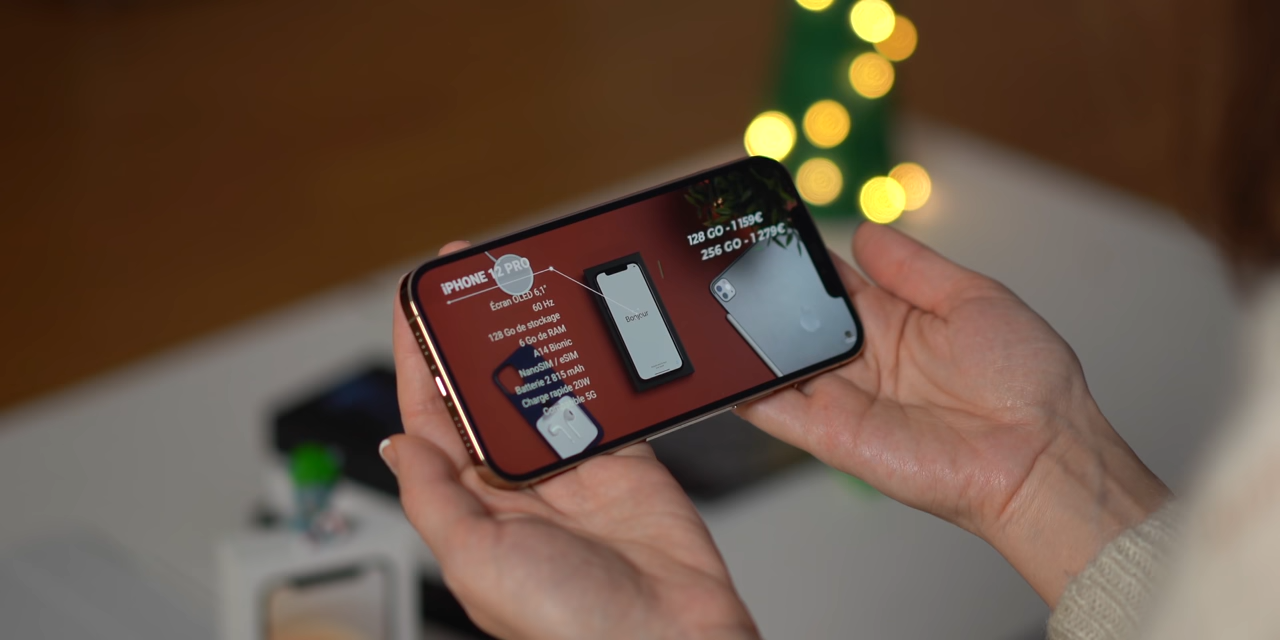 iPHONE 12 PRO
Écran OLED 6,1"
60 Hz
128 Go de stockage
6 Go de RAM
A14 Bionic
NanoSIM / eSIM
Batterie 2 815 mAh
Charge rapide 20W
5G
Bonjour
128 GO - 1 159€
256 GO - 1 279€